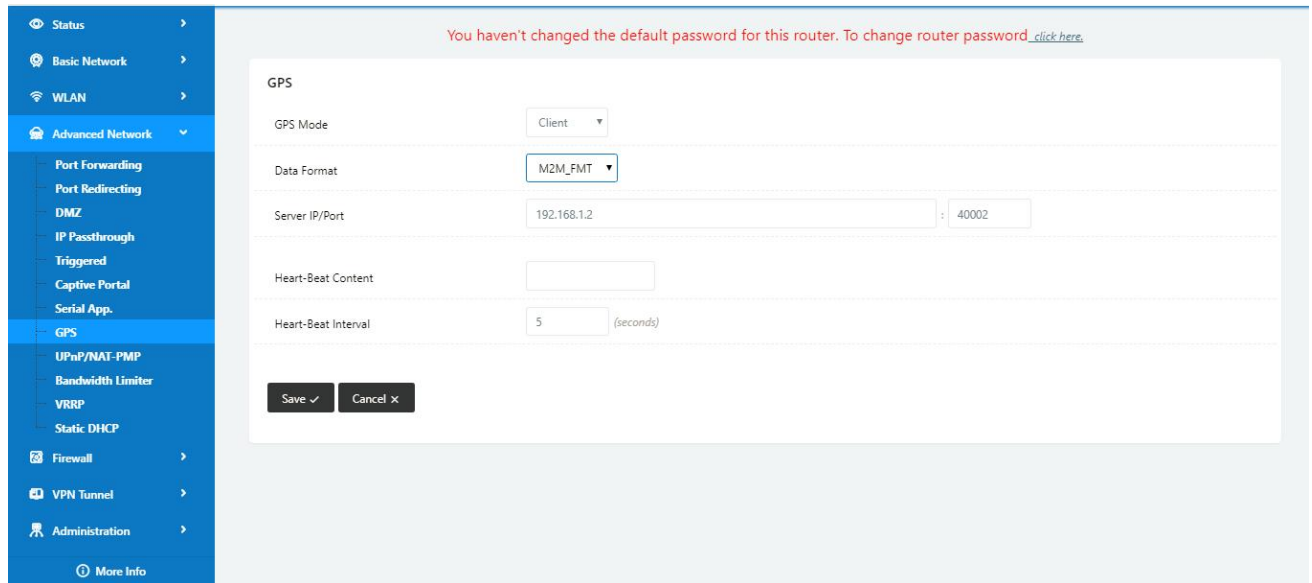 You haven't changed the default password for this router. To change router password click here.
Status
Basic Network
WLAN
Advanced Network
Port Forwarding
Port Redirecting
DMZ
IP Passthrough
Triggered
Captive Portal
Serial App.
GPS
UPnP/NAT-PMP
Bandwidth Limiter
VRRP
Static DHCP
Firewall
VPN Tunnel
Administration
More Info
GPS
GPS Mode Client
Data Format M2M_FMT
Server IP/Port 192.168.1.2 : 40002
Heart-Beat Content
Heart-Beat Interval 5 (seconds)
Save Cancel